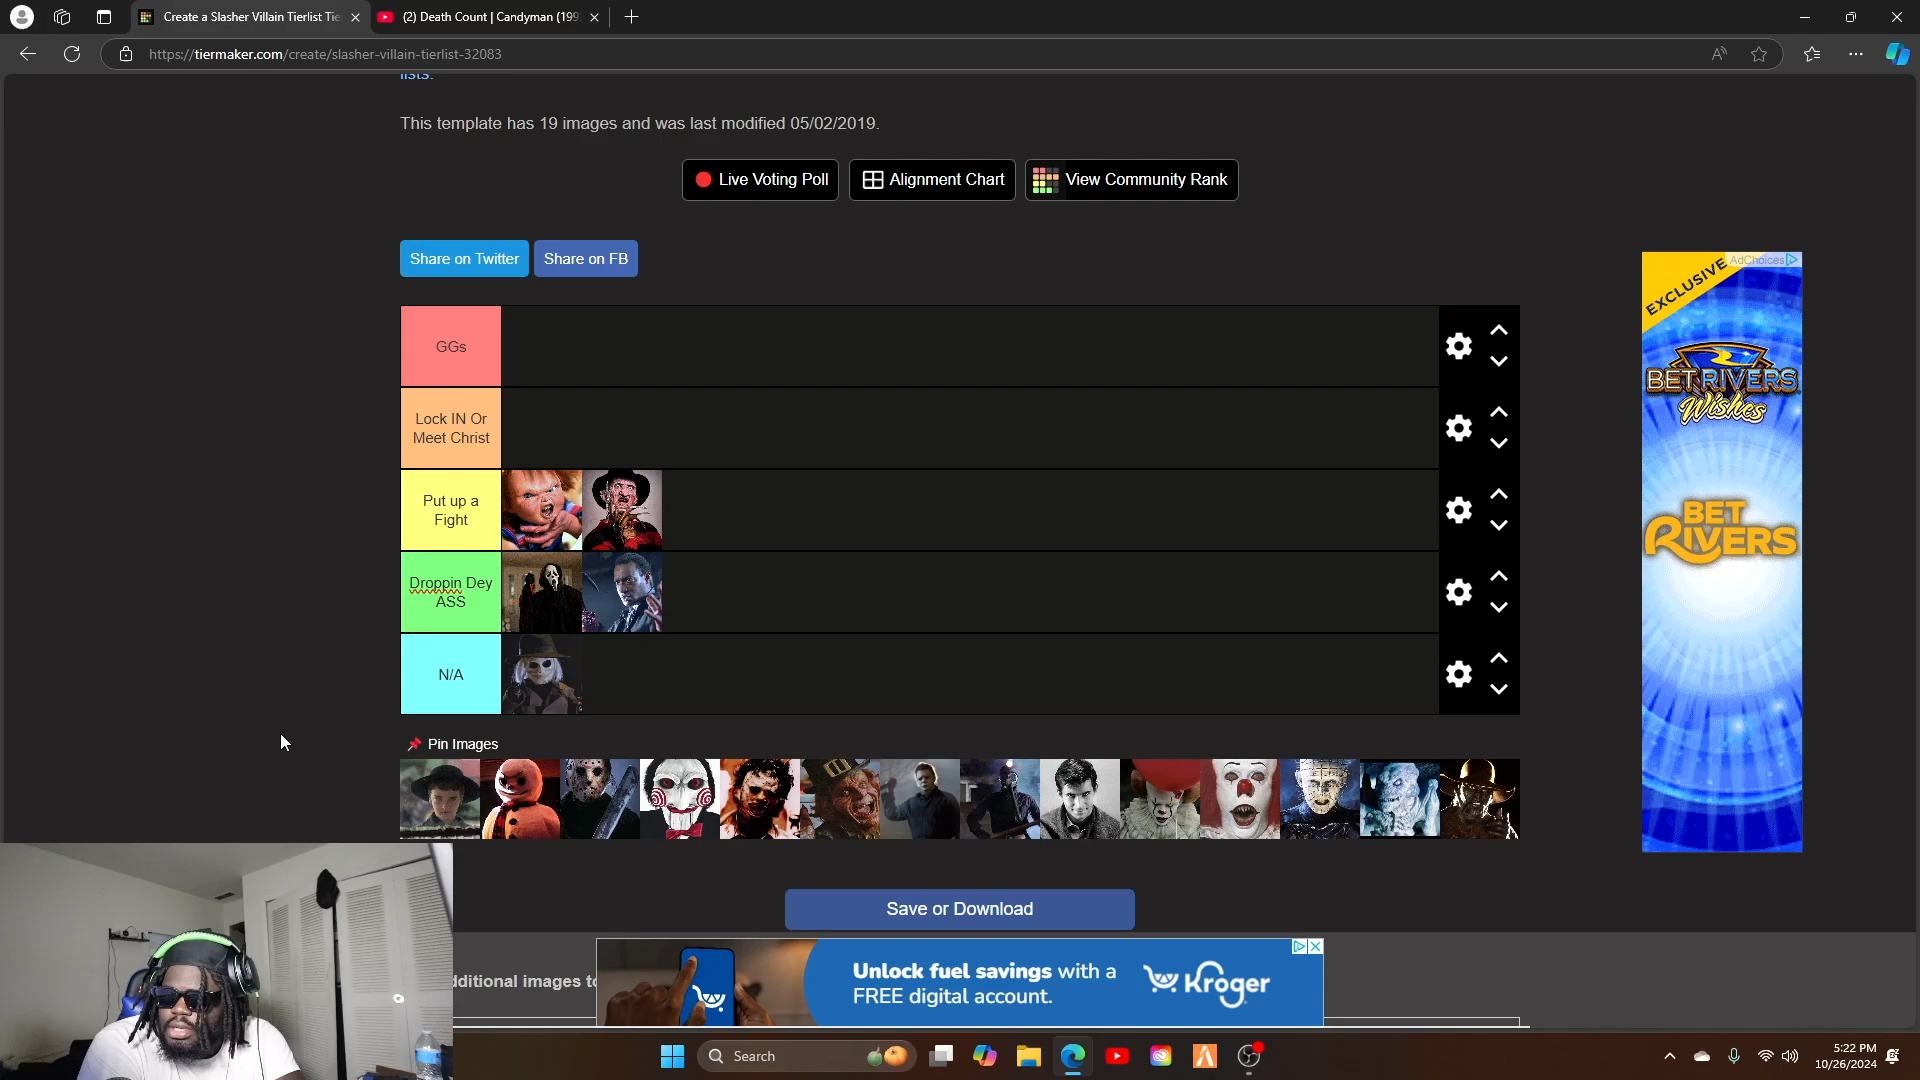 Create a Slasher Villain Tierlist Tie
(2) Death Count | Candyman (199
https://tiermaker.com/create/slasher-villain-tierlist-32083
lists.
This template has 19 images and was last modified 05/02/2019.
Live Voting Poll
Alignment Chart
View Community Rank
Share on Twitter
Share on FB
GGs
Lock IN Or
Meet Christ
Put up a
Fight
Droppin Dey
ASS
N/A
EXCLUSIVE
AdChoices
BETRIVERS
Wishes
BET
RIVERS
Pin Images
Save or Download
dditional images to
Unlock fuel savings with a
FREE digital account.
Kroger
Search
5:22 PM
10/26/2024